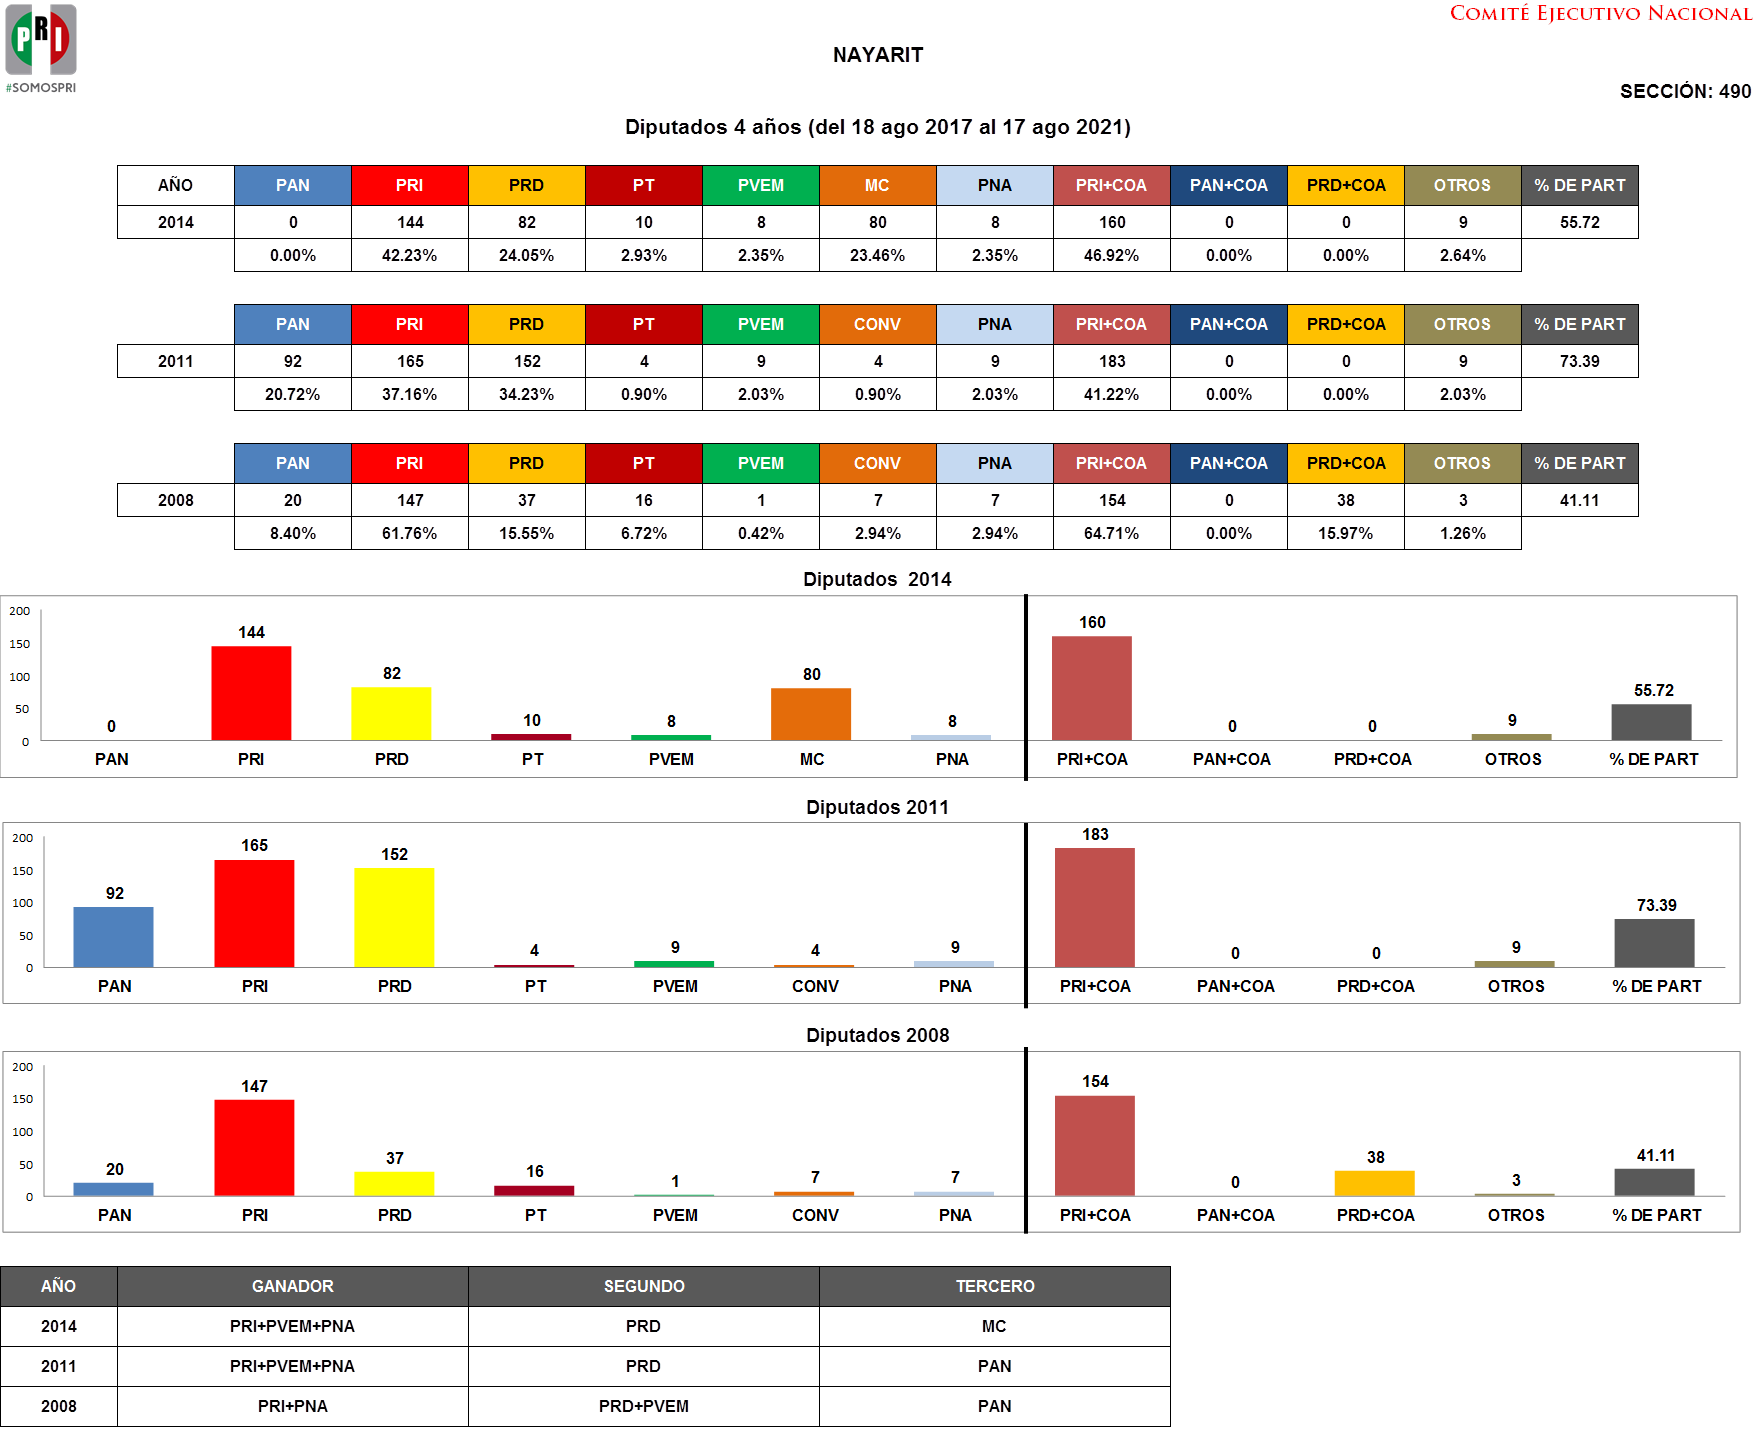 COMITÉ EJECUTIVO NACIONAL
PRI
#SOMOSPRI
NAYARIT
SECCIÓN: 490
Diputados 4 años (del 18 ago 2017 al 17 ago 2021)
AÑO PAN PRI PRD PT PVEM MC PNA PRI+COA PAN+COA PRD+COA OTROS % DE PART
2014 0 144 82 10 8 80 8 160 0 0 9 55.72
0.00% 42.23% 24.05% 2.93% 2.35% 23.46% 2.35% 46.92% 0.00% 0.00% 2.64%
PAN PRI PRD PT PVEM CONV PNA PRI+COA PAN+COA PRD+COA OTROS % DE PART
2011 92 165 152 4 9 4 9 183 0 0 9 73.39
20.72% 37.16% 34.23% 0.90% 2.03% 0.90% 2.03% 41.22% 0.00% 0.00% 2.03%
PAN PRI PRD PT PVEM CONV PNA PRI+COA PAN+COA PRD+COA OTROS % DE PART
2008 20 147 37 16 1 7 7 154 0 38 3 41.11
8.40% 61.76% 15.55% 6.72% 0.42% 2.94% 2.94% 64.71% 0.00% 15.97% 1.26%
Diputados  2014
200
150
100
50
0
0 144 82 10 8 80 8 160 0 0 9 55.72
PAN PRI PRD PT PVEM MC PNA PRI+COA PAN+COA PRD+COA OTROS % DE PART
Diputados 2011
200
150
100
50
0
92 165 152 4 9 4 9 183 0 0 9 73.39
PAN PRI PRD PT PVEM CONV PNA PRI+COA PAN+COA PRD+COA OTROS % DE PART
Diputados 2008
200
150
100
50
0
20 147 37 16 1 7 7 154 0 38 3 41.11
PAN PRI PRD PT PVEM CONV PNA PRI+COA PAN+COA PRD+COA OTROS % DE PART
AÑO GANADOR SEGUNDO TERCERO
2014 PRI+PVEM+PNA PRD MC
2011 PRI+PVEM+PNA PRD PAN
2008 PRI+PNA PRD+PVEM PAN